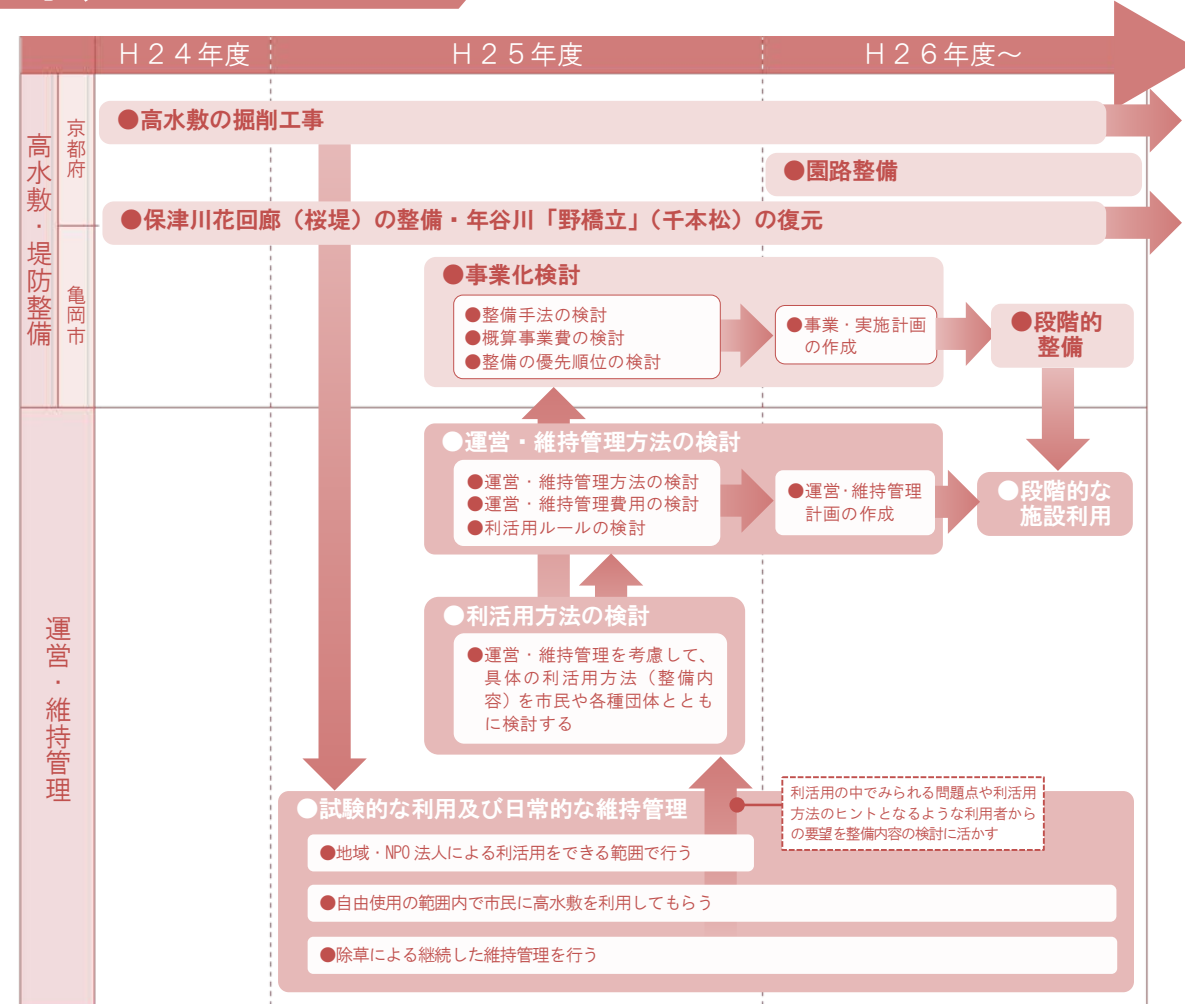 H24年度
H25年度
H26年度～
高水敷・堤防整備
京都府
亀岡市
●高水敷の掘削工事
●園路整備
●保津川花回廊（桜堤）の整備・年谷川「野橋立」（千本松）の復元
●事業化検討
●整備手法の検討
●概算事業費の検討
●整備の優先順位の検討
●事業・実施計画
の作成
●段階的
整備
運営・維持管理
●運営・維持管理方法の検討
●運営・維持管理方法の検討
●運営・維持管理費用の検討
●利活用ルールの検討
●運営・維持管理
計画の作成
●段階的な
施設利用
●利活用方法の検討
●運営・維持管理を考慮して、
具体の利活用方法（整備内
容）を市民や各種団体ととも
に検討する
●試験的な利用及び日常的な維持管理
利活用の中でみられる問題点や利活用
方法のヒントとなるような利用者から
の要望を整備内容の検討に活かす
●地域・NPO法人による利活用をできる範囲で行う
●自由使用の範囲内で市民に高水敷を利用してもらう
●除草による継続した維持管理を行う